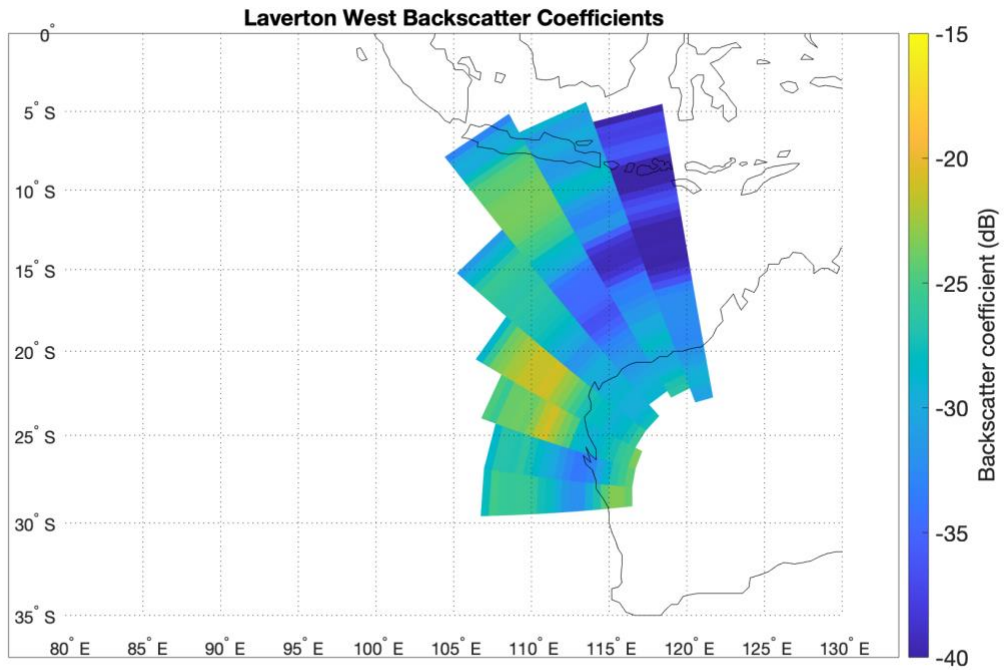 Laverton West Backscatter Coefficients
0°
5° S
10° S
15° S
20° S
25° S
30° S
35° S
80° E 85° E 90° E 95° E 100° E 105° E 110° E 115° E 120° E 125° E 130° E
-15
-20
-25
-30
-35
-40
Backscatter coefficient (dB)